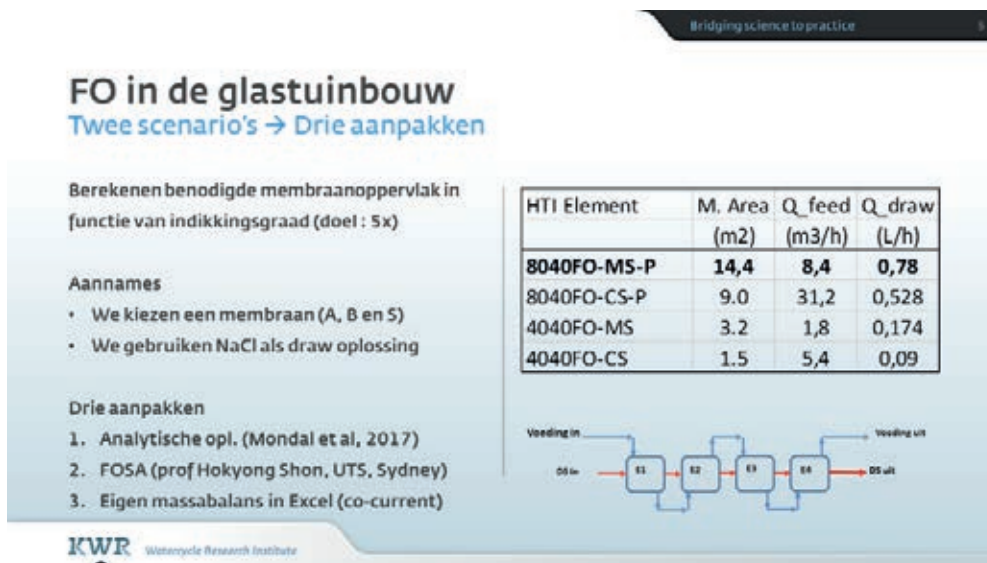 Bridging science to practice
FO in de glastuinbouw
Twee scenario's → Drie aanpakken
Berekenen benodigde membraanoppervlak in
functie van indikkingsgraad (doel : 5x)
Aannames
• We kiezen een membraan (A, B en S)
• We gebruiken NaCl als draw oplossing
Drie aanpakken
1. Analytische opl. (Mondal et al, 2017)
2. FOSA (prof Hokyong Shon, UTS, Sydney)
3. Eigen massabalans in Excel (co-current)
HTI Element M. Area Q_feed Q_draw
(m2) (m3/h) (L/h)
8040FO-MS-P 14,4 8,4 0,78
8040FO-CS-P 9.0 31,2 0,528
4040FO-MS 3.2 1,8 0,174
4040FO-CS 1.5 5,4 0,09
Voeding in Voeding uit
DS in E1 E2 E3 E4 DS uit
KWR Watercycle Research Institute